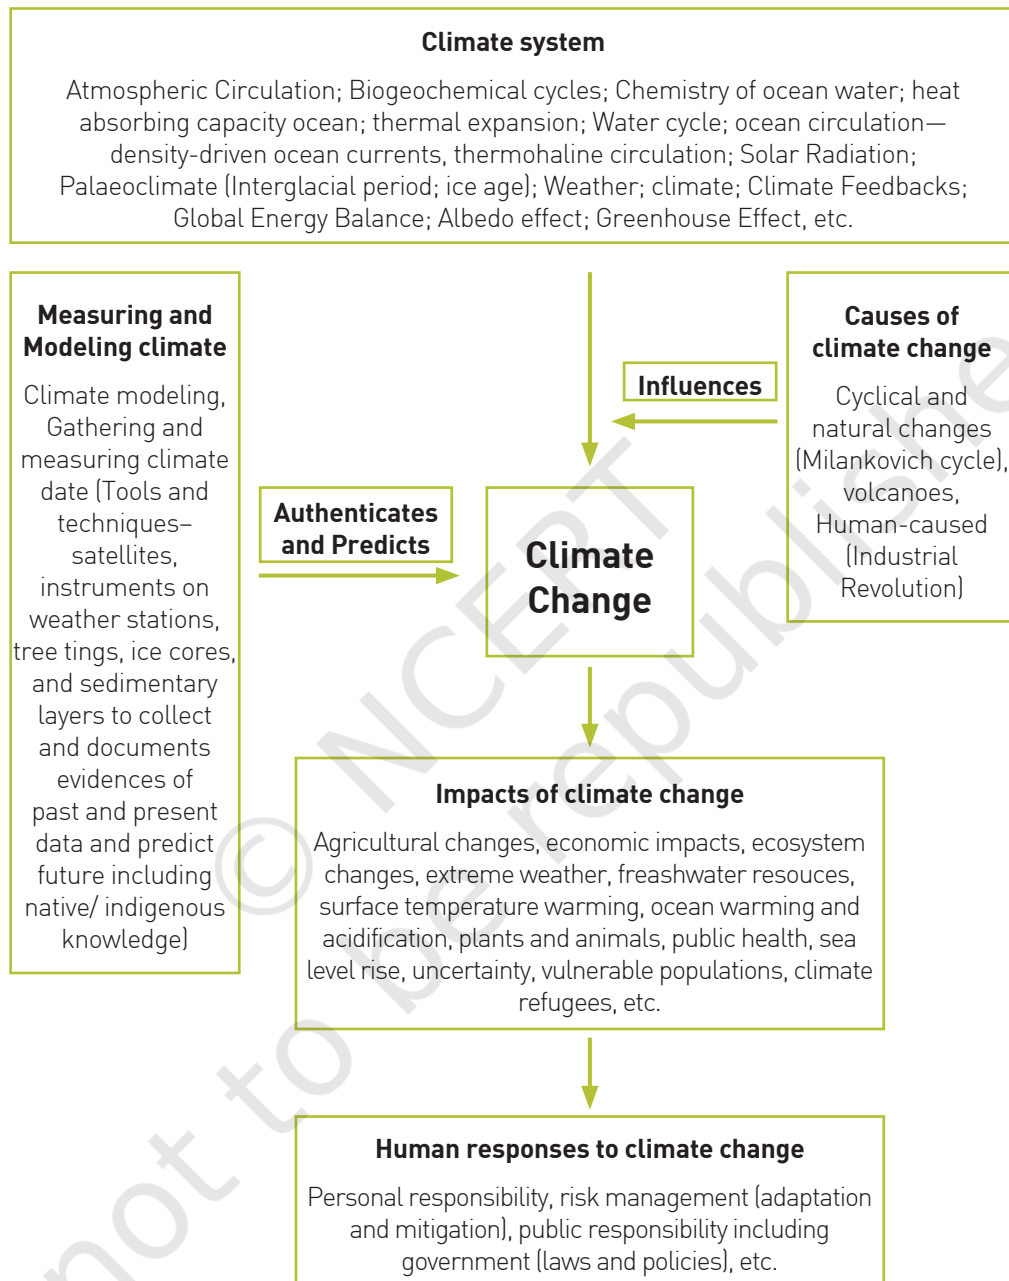 Climate system
Atmospheric Circulation; Biogeochemical cycles; Chemistry of ocean water; heat
absorbing capacity ocean; thermal expansion; Water cycle; ocean circulation—
density-driven ocean currents, thermohaline circulation; Solar Radiation;
Palaeoclimate (Interglacial period; ice age); Weather; climate; Climate Feedbacks;
Global Energy Balance; Albedo effect; Greenhouse Effect, etc.
Measuring and
Modeling climate
Climate modeling,
Gathering and
measuring climate
date (Tools and
techniques–
satellites,
instruments on
weather stations,
tree tings, ice cores,
and sedimentary
layers to collect
and documents
evidences of
past and present
data and predict
future including
native/ indigenous
knowledge)
Authenticates
and Predicts
Influences
Causes of
climate change
Cyclical and
natural changes
(Milankovich cycle),
volcanoes,
Human-caused
(Industrial
Revolution)
Climate
Change
Impacts of climate change
Agricultural changes, economic impacts, ecosystem
changes, extreme weather, freashwater resouces,
surface temperature warming, ocean warming and
acidification, plants and animals, public health, sea
level rise, uncertainty, vulnerable populations, climate
refugees, etc.
Human responses to climate change
Personal responsibility, risk management (adaptation
and mitigation), public responsibility including
government (laws and policies), etc.
© NCERT
not to be republishe